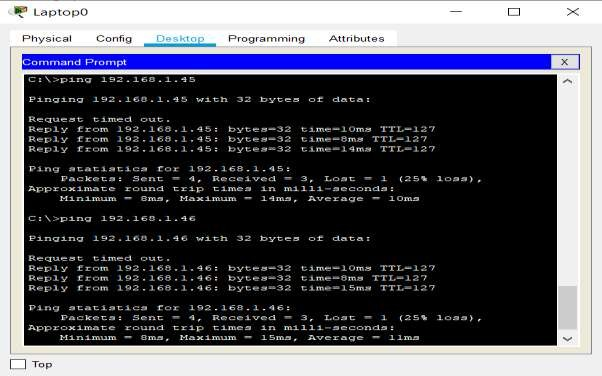 Laptop0
Physical Config Desktop Programming Attributes
Command Prompt X
C:\>ping 192.168.1.45
Pinging 192.168.1.45 with 32 bytes of data:
Request timed out.
Reply from 192.168.1.45: bytes=32 time=10ms TTL=127
Reply from 192.168.1.45: bytes=32 time=8ms TTL=127
Reply from 192.168.1.45: bytes=32 time=14ms TTL=127
Ping statistics for 192.168.1.45:
Packets: Sent = 4, Received = 3, Lost = 1 (25% loss),
Approximate round trip times in milli-seconds:
Minimum = 8ms, Maximum = 14ms, Average = 10ms
C:\>ping 192.168.1.46
Pinging 192.168.1.46 with 32 bytes of data:
Request timed out.
Reply from 192.168.1.46: bytes=32 time=10ms TTL=127
Reply from 192.168.1.46: bytes=32 time=8ms TTL=127
Reply from 192.168.1.46: bytes=32 time=15ms TTL=127
Ping statistics for 192.168.1.46:
Packets: Sent = 4, Received = 3, Lost = 1 (25% loss),
Approximate round trip times in milli-seconds:
Minimum = 8ms, Maximum = 15ms, Average = 11ms
Top